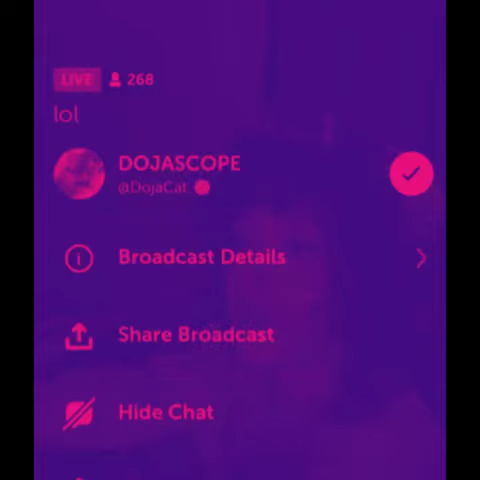 LIVE 268
lol
DOJASCOPE
@DojaCat
Broadcast Details
Share Broadcast
Hide Chat